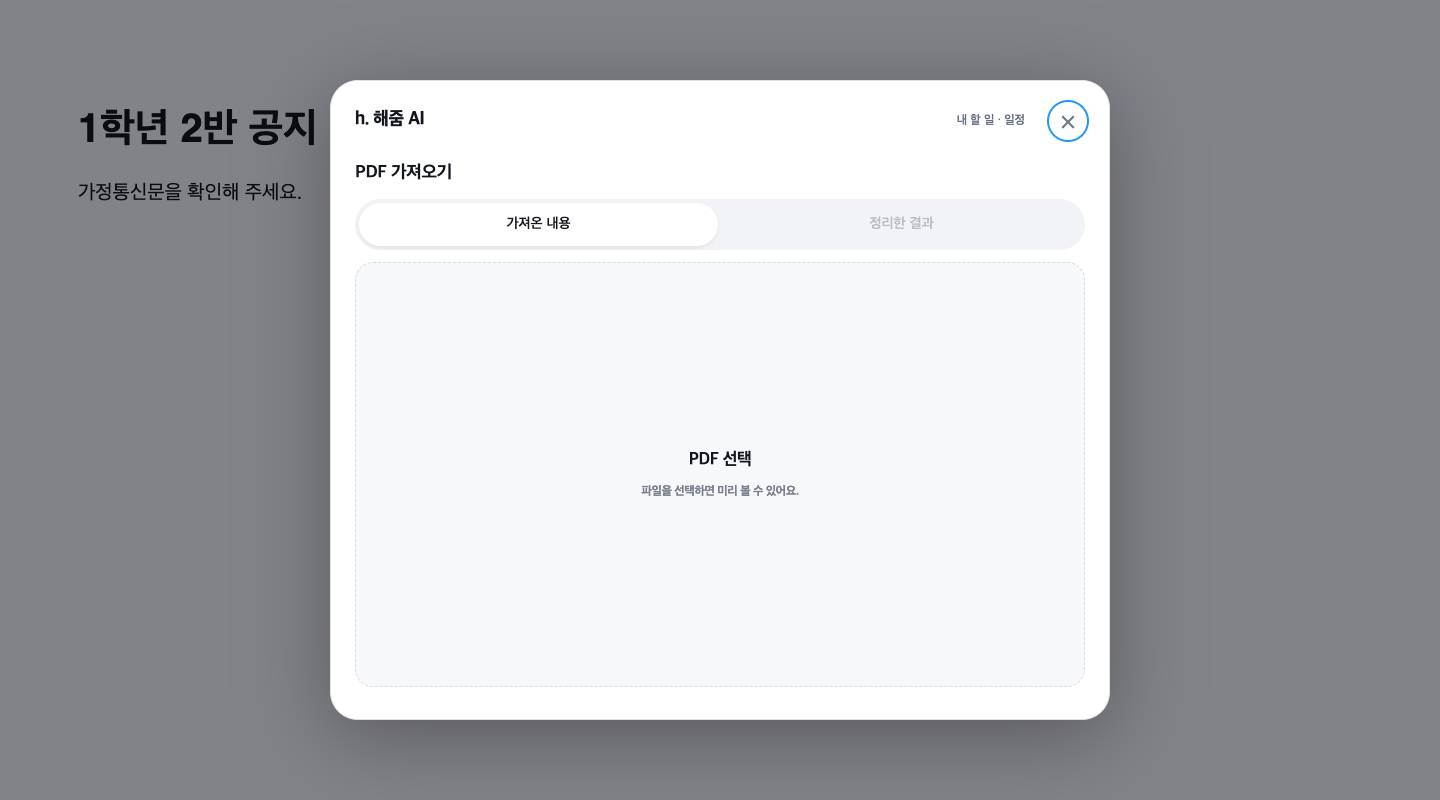 1학년 2반 공지
가정통신문을 확인해 주세요.
h. 해줌 AI
내 할 일 · 일정
PDF 가져오기
가져온 내용
정리한 결과
PDF 선택
파일을 선택하면 미리 볼 수 있어요.